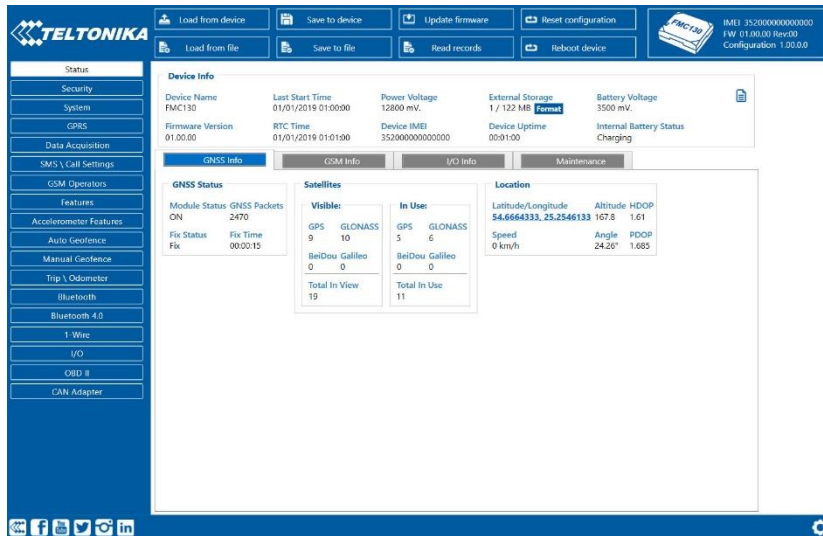 TELTONIKA
Load from device
Save to device
Update firmware
Reset configuration
Load from file
Save to file
Read records
Reboot device
FMC130
IMEI 352000000000000
FW 01.00.00 Rev:00
Configuration 1.00.0.0
Status
Security
System
GPRS
Data Acquisition
SMS \ Call Settings
GSM Operators
Features
Accelerometer Features
Auto Geofence
Manual Geofence
Trip \ Odometer
Bluetooth
Bluetooth 4.0
1-Wire
I/O
OBD II
CAN Adapter
Device Info
Device Name Last Start Time Power Voltage External Storage Battery Voltage
FMC130 01/01/2019 01:00:00 12800 mV. 1 / 122 MB Format 3500 mV.
Firmware Version RTC Time Device IMEI Device Uptime Internal Battery Status
01.00.00 01/01/2019 01:01:00 352000000000000 00:01:00 Charging
GNSS Info GSM Info I/O Info Maintenance
GNSS Status
Module Status GNSS Packets
ON 2470
Fix Status Fix Time
Fix 00:00:15
Satellites
Visible:
GPS GLONASS
9 10
BeiDou Galileo
0 0
Total In View
19
In Use:
GPS GLONASS
5 6
BeiDou Galileo
0 0
Total In Use
11
Location
Latitude/Longitude Altitude HDOP
54.6664333, 25.2546133 167.8 1.61
Speed Angle PDOP
0 km/h 24.26° 1.685